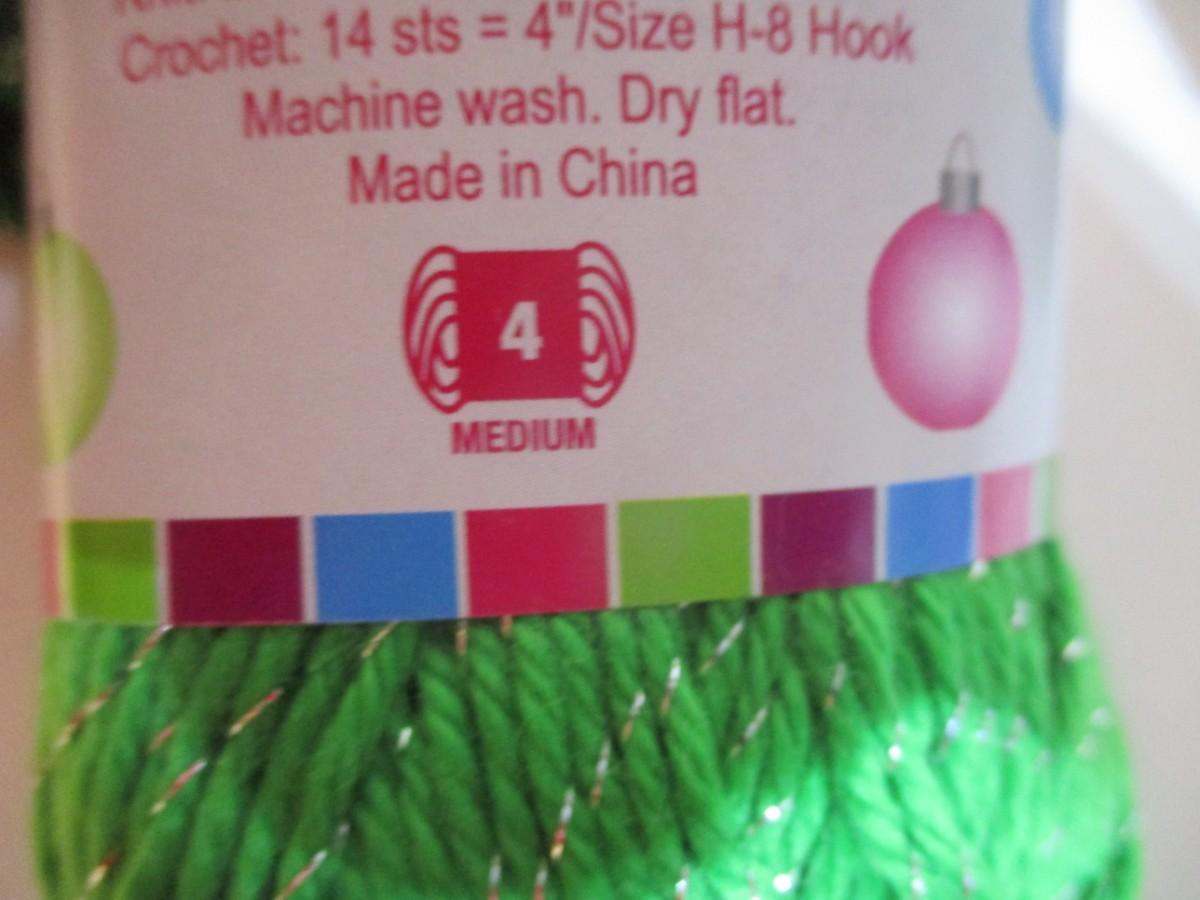 Crochet: 14 sts = 4"/Size H-8 Hook
Machine wash. Dry flat.
Made in China
4
MEDIUM